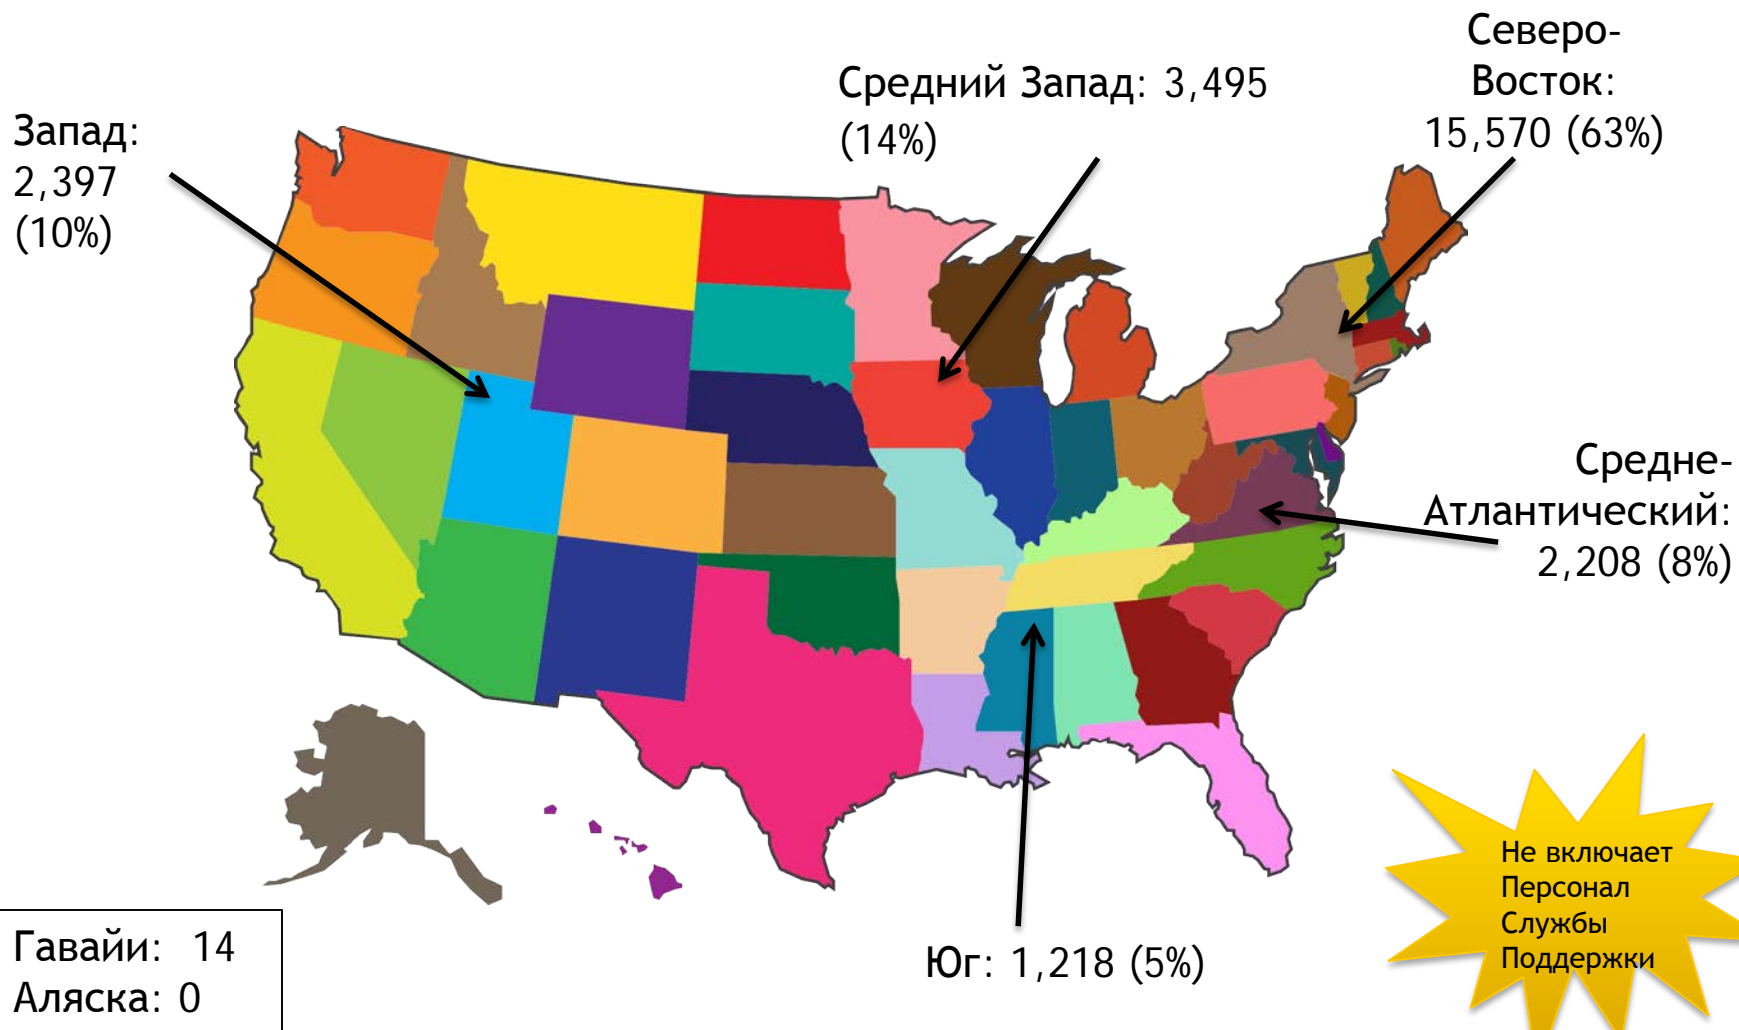 Северо-
Восток:
15,570 (63%)
Средний Запад: 3,495
(14%)
Запад:
2,397
(10%)
Средне-
Атлантический:
2,208 (8%)
Не включает
Персонал
Службы
Поддержки
Гавайи: 14
Аляска: 0
Юг: 1,218 (5%)